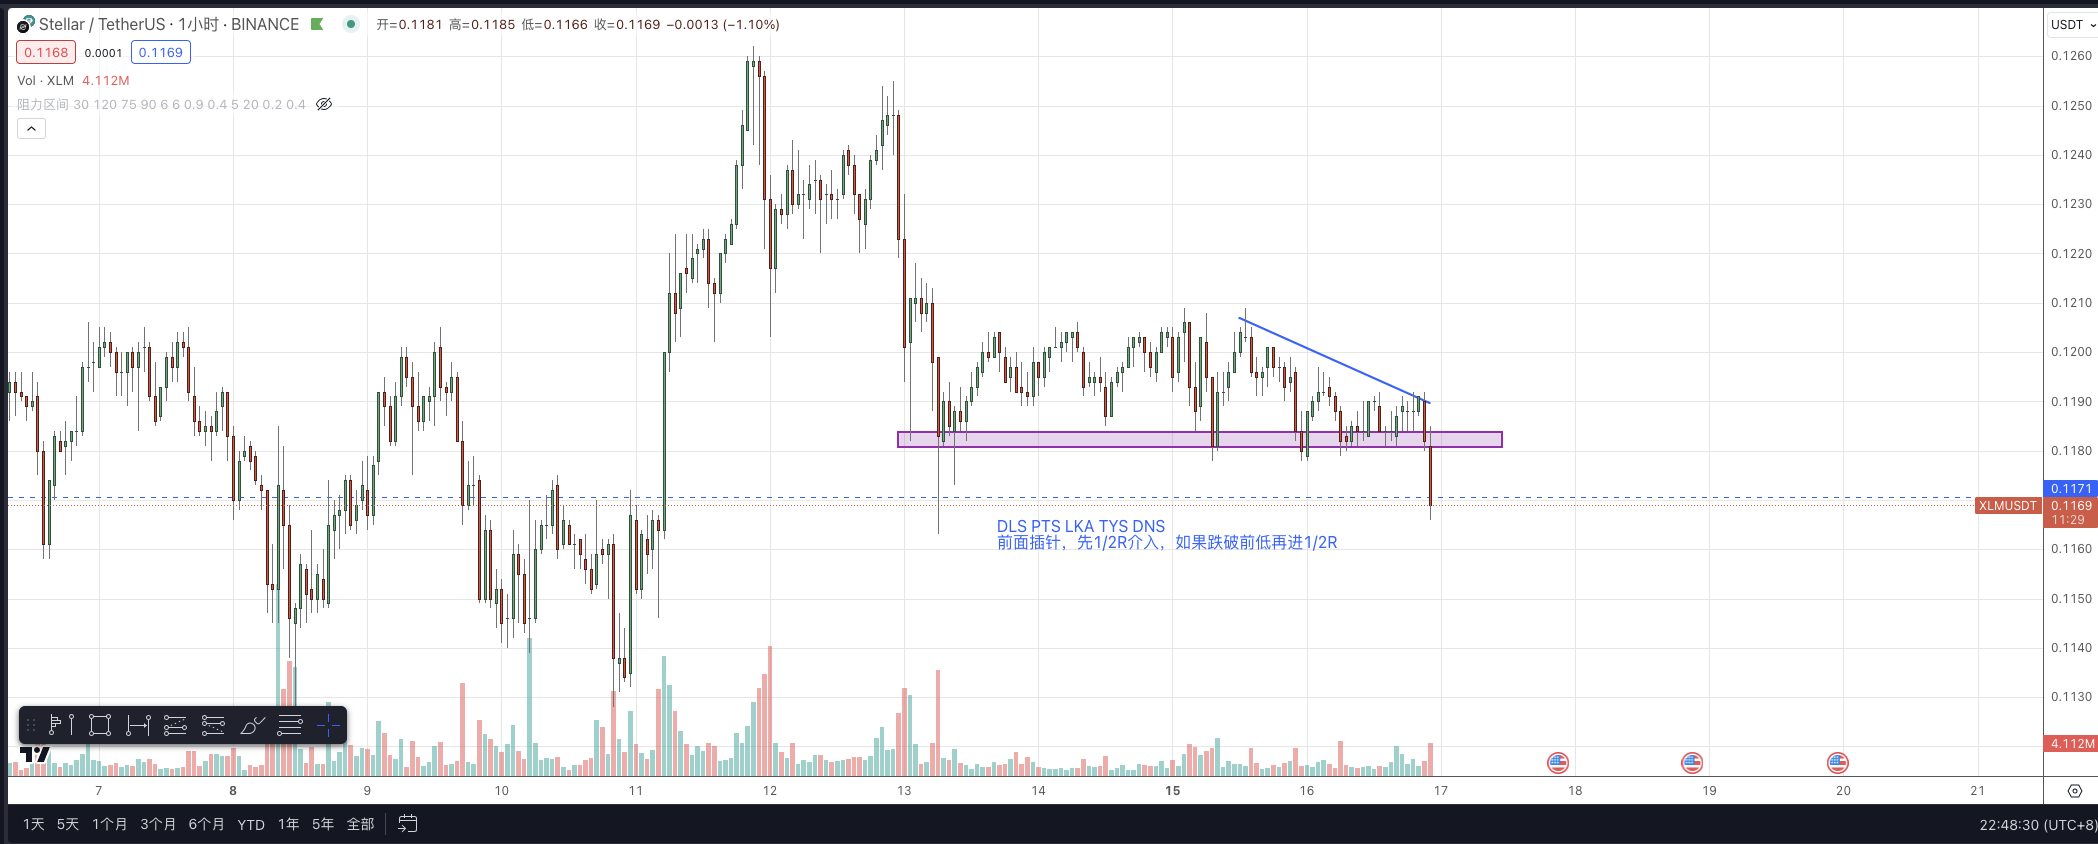 Stellar / TetherUS · 1小时 · BINANCE
开=0.1181 高=0.1185 低=0.1166 收=0.1169 −0.0013 (−1.10%)
0.1168 0.0001 0.1169
Vol · XLM 4.112M
阻力区间 30 120 75 90 6 6 0.9 0.4 5 20 0.2 0.4
USDT
0.1260
0.1250
0.1240
0.1230
0.1220
0.1210
0.1200
0.1190
0.1180
0.1171
XLMUSDT 0.1169
11:29
0.1160
0.1150
0.1140
0.1130
4.112M
DLS PTS LKA TYS DNS
前面插针，先1/2R介入，如果跌破前低再进1/2R
7 8 9 10 11 12 13 14 15 16 17 18 19 20 21
1天 5天 1个月 3个月 6个月 YTD 1年 5年 全部
22:48:30 (UTC+8)